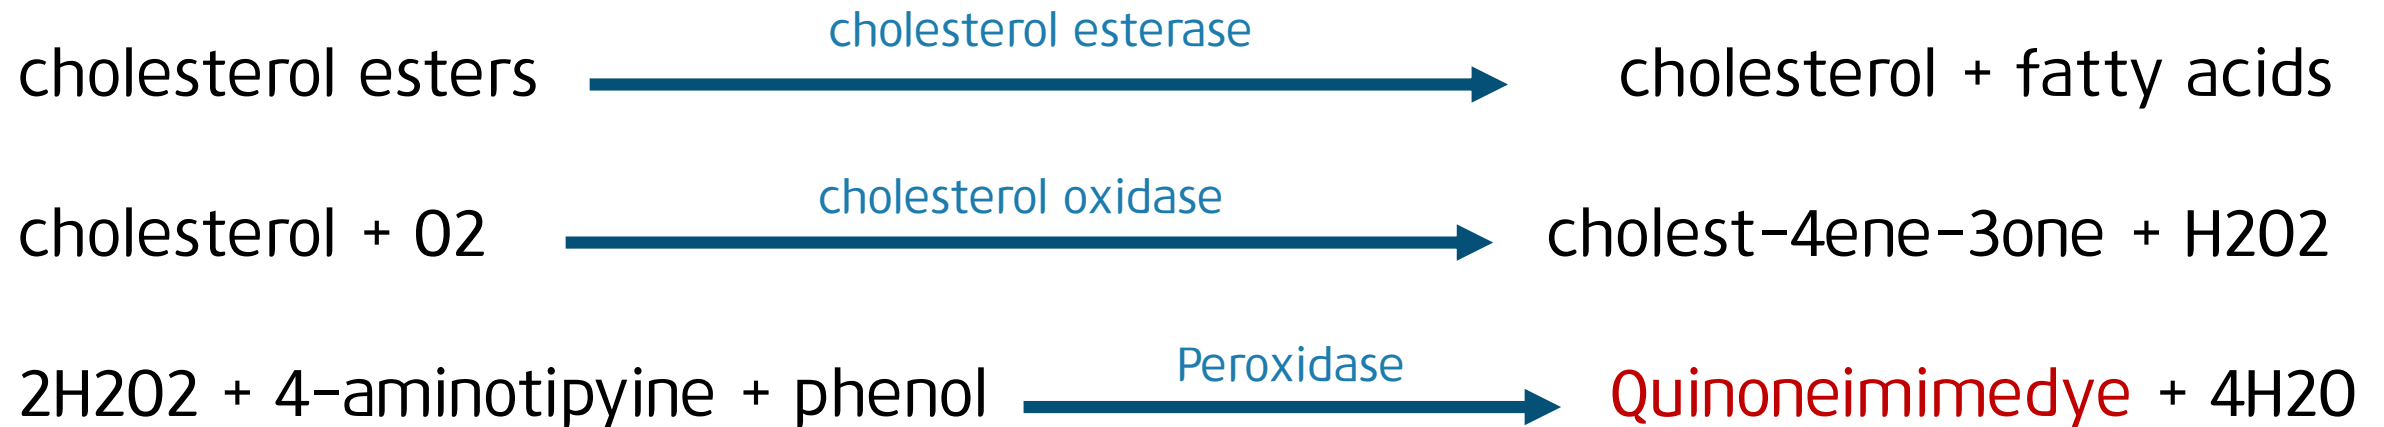 cholesterol esterase
cholesterol esters cholesterol + fatty acids
cholesterol oxidase
cholesterol + O2 cholest-4ene-3one + H2O2
Peroxidase
2H2O2 + 4-aminotipyine + phenol Quinoneimimedye + 4H2O